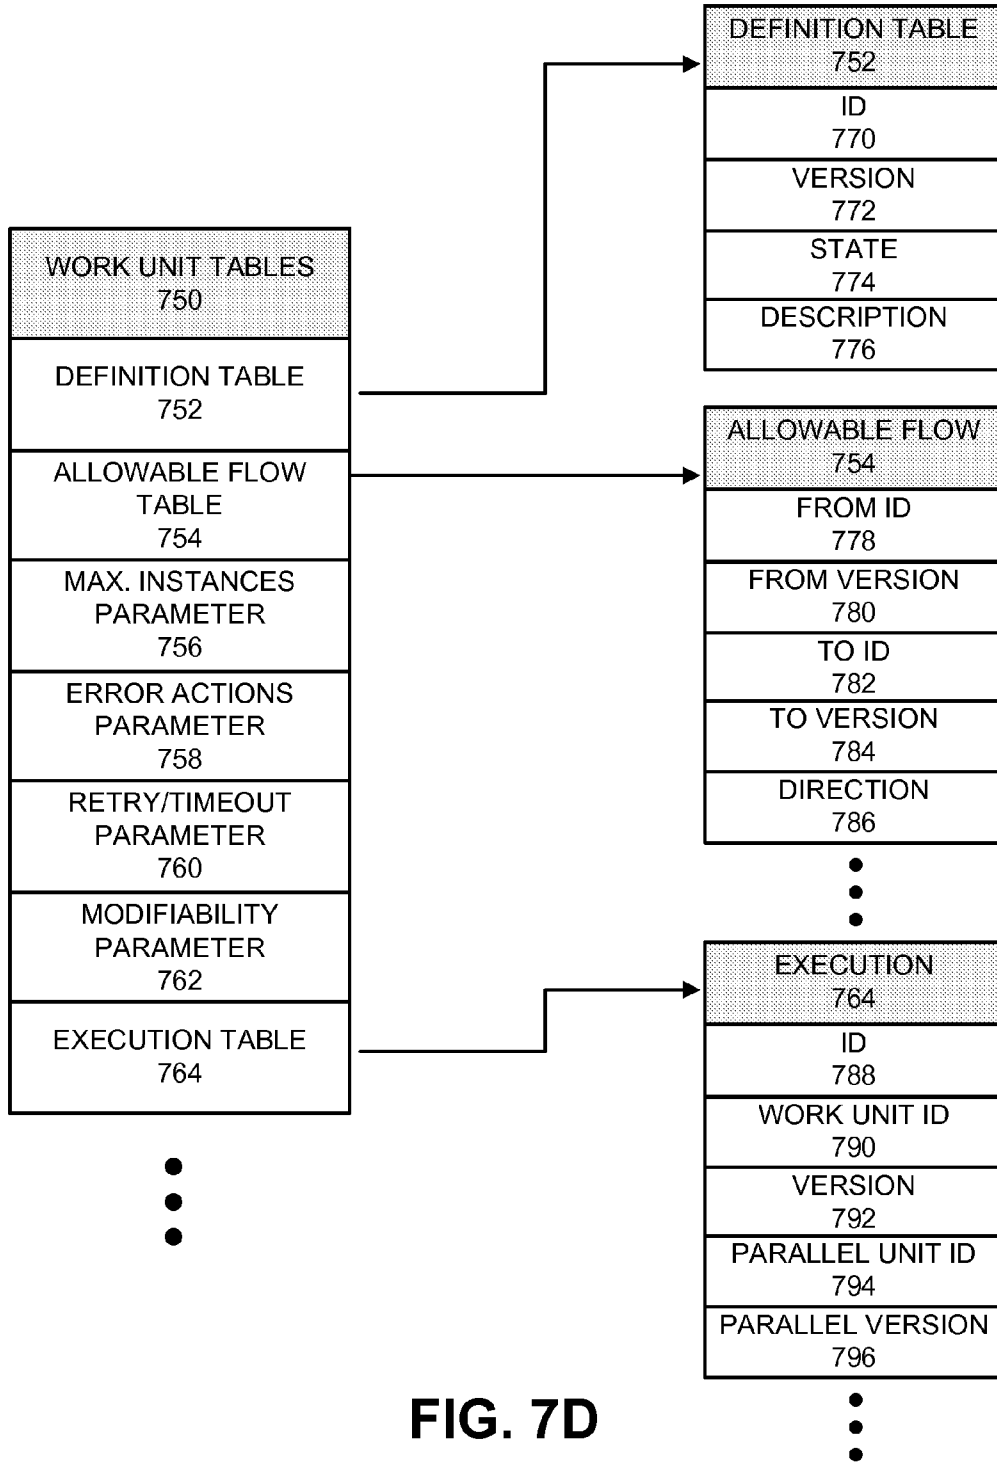 WORK UNIT TABLES
750
DEFINITION TABLE
752
ALLOWABLE FLOW
TABLE
754
MAX. INSTANCES
PARAMETER
756
ERROR ACTIONS
PARAMETER
758
RETRY/TIMEOUT
PARAMETER
760
MODIFIABILITY
PARAMETER
762
EXECUTION TABLE
764
DEFINITION TABLE
752
ID
770
VERSION
772
STATE
774
DESCRIPTION
776
ALLOWABLE FLOW
754
FROM ID
778
FROM VERSION
780
TO ID
782
TO VERSION
784
DIRECTION
786
EXECUTION
764
ID
788
WORK UNIT ID
790
VERSION
792
PARALLEL UNIT ID
794
PARALLEL VERSION
796
FIG. 7D